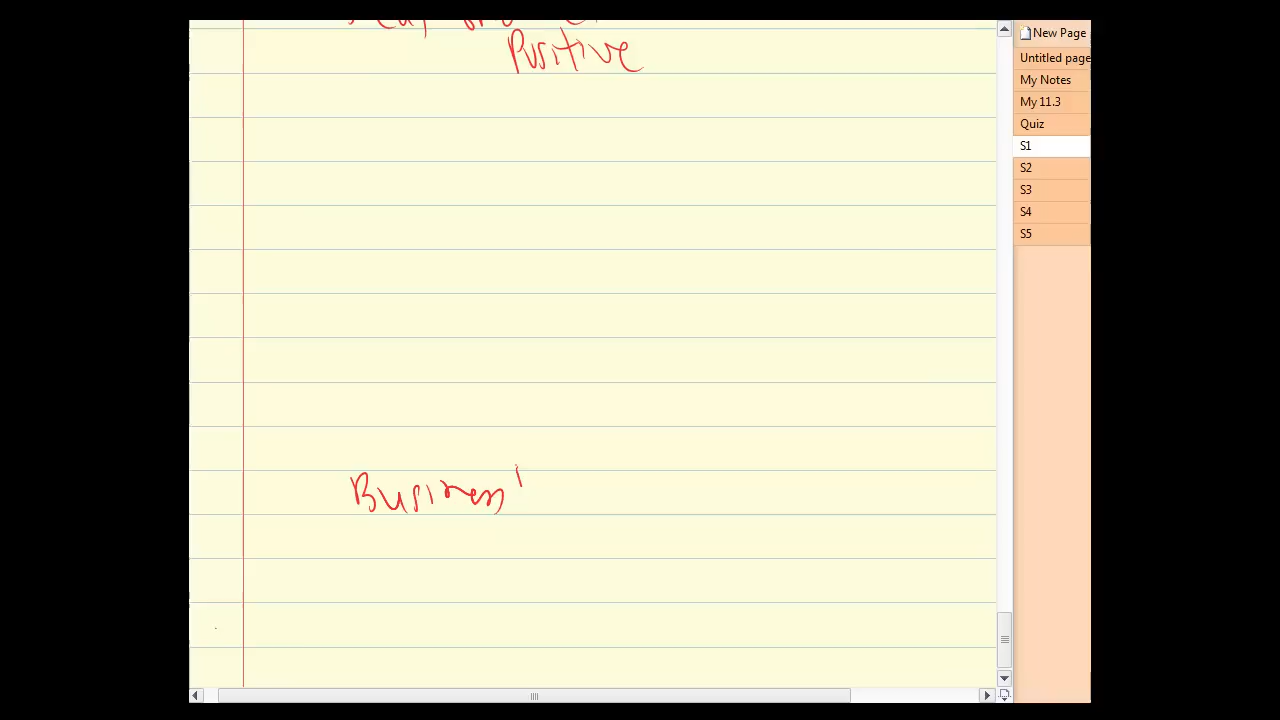 Positive
Business'
New Page
Untitled page
My Notes
My 11.3
Quiz
S1
S2
S3
S4
S5